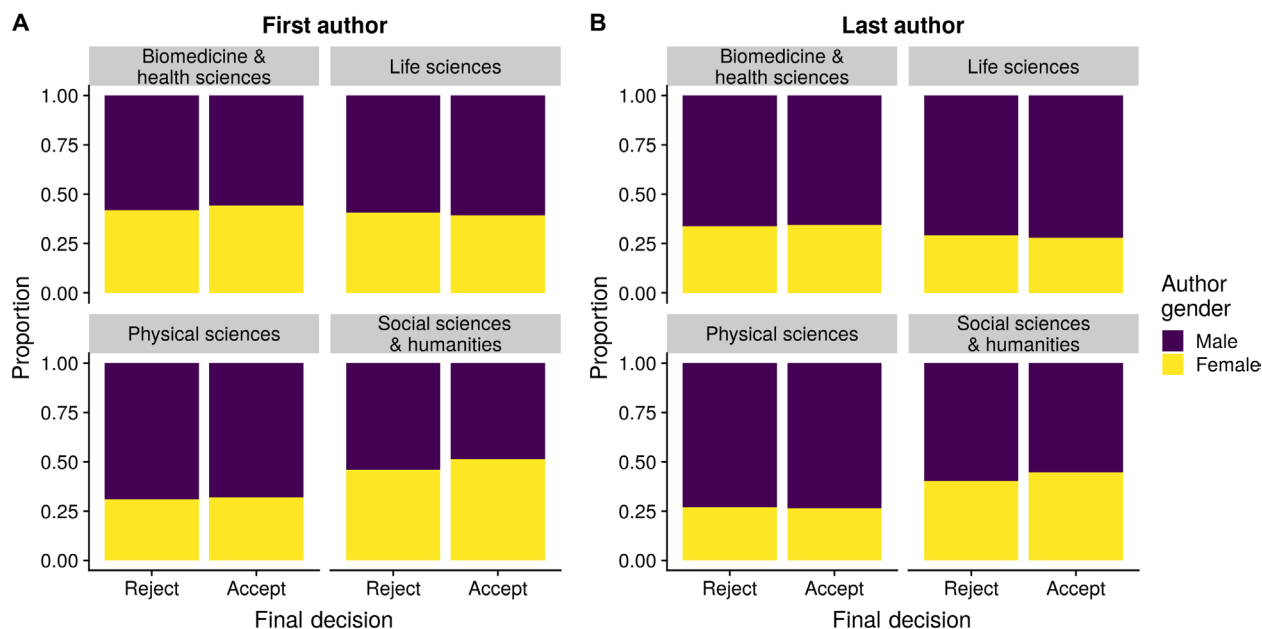 A
First author
Biomedicine &
health sciences
Life sciences
1.00
0.75
0.50
0.25
0.00
Physical sciences
Social sciences
& humanities
1.00
0.75
0.50
0.25
0.00
Reject
Accept
Reject
Accept
Proportion
Final decision
B
Last author
Biomedicine &
health sciences
Life sciences
1.00
0.75
0.50
0.25
0.00
Physical sciences
Social sciences
& humanities
1.00
0.75
0.50
0.25
0.00
Reject
Accept
Reject
Accept
Proportion
Final decision
Author
gender
Male
Female